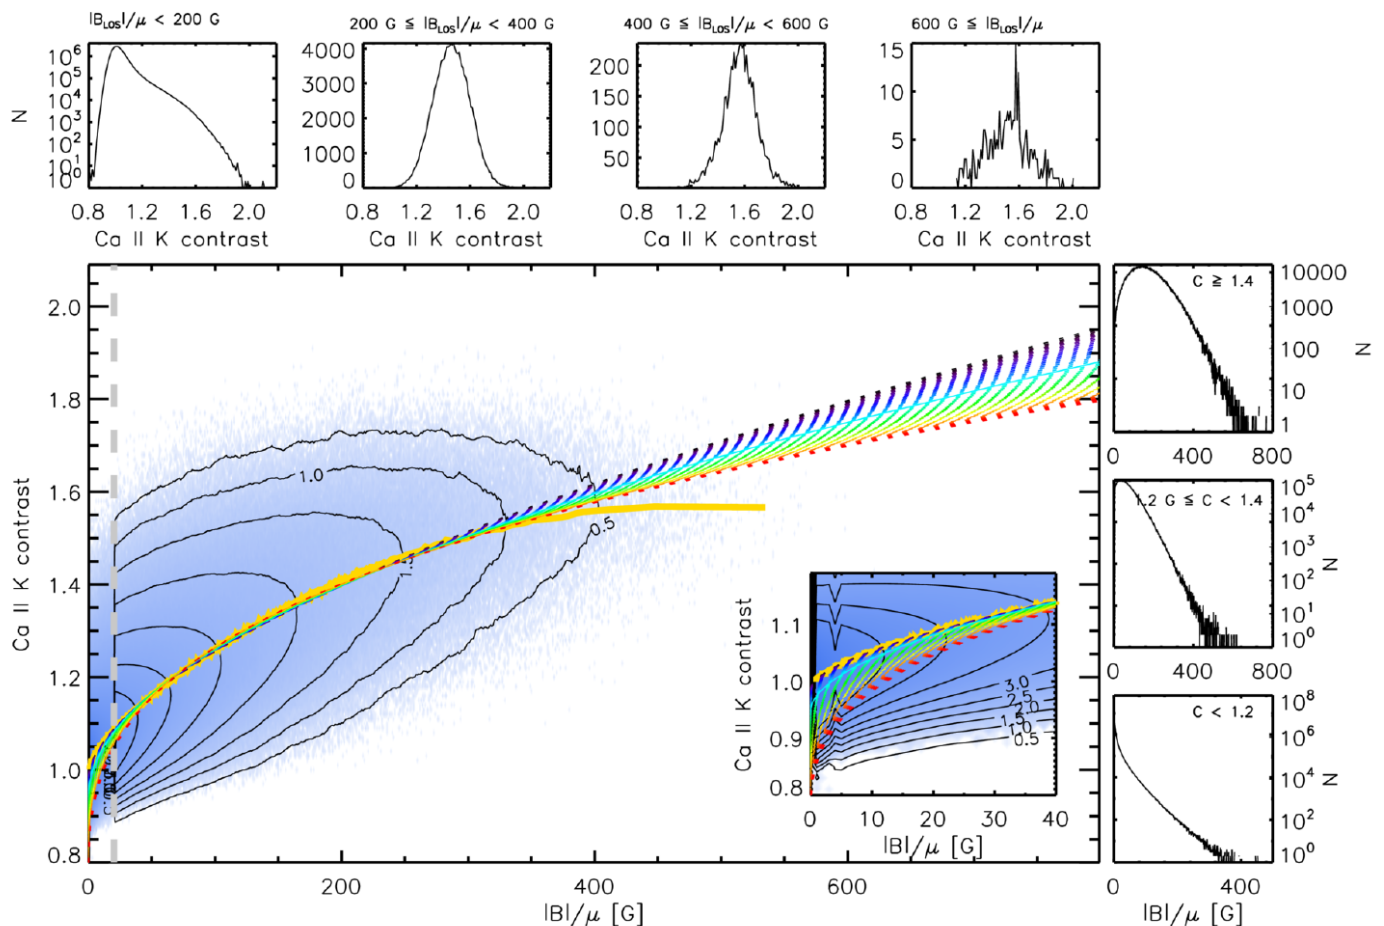 |B_LOS|/μ < 200 G
200 G ≦ |B_LOS|/μ < 400 G
400 G ≦ |B_LOS|/μ < 600 G
600 G ≦ |B_LOS|/μ
N
10^6
10^5
10^4
10^3
10^2
10^1
10^0
0.8 1.2 1.6 2.0
Ca II K contrast
4000
3000
2000
1000
0
0.8 1.2 1.6 2.0
Ca II K contrast
200
150
100
50
0.8 1.2 1.6 2.0
Ca II K contrast
15
10
5
0
0.8 1.2 1.6 2.0
Ca II K contrast
Ca II K contrast
2.0
1.8
1.6
1.4
1.2
1.0
0.8
0 200 400 600
|B|/μ [G]
1.0
0.5
Ca II K contrast
1.1
1.0
0.9
0.8
3.0
2.5
2.0
1.5
1.0
0.5
0 10 20 30 40
|B|/μ [G]
C ≥ 1.4
10000
1000
100
10
1
N
0 400 800
1.2 G ≦ C < 1.4
10^5
10^4
10^3
10^2
10^1
10^0
N
0 400 800
C < 1.2
10^8
10^6
10^4
10^2
10^0
N
0 200 400
|B|/μ [G]